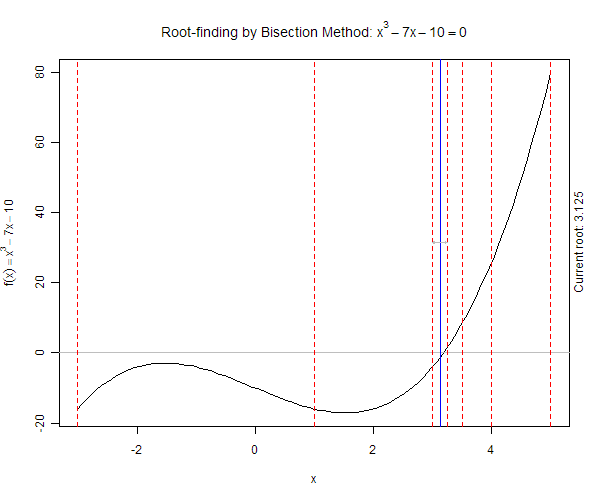 Root-finding by Bisection Method: x³ − 7x − 10 = 0
80
60
40
20
0
-20
f(x) = x³ − 7x − 10
Current root: 3.125
-2 0 2 4
x